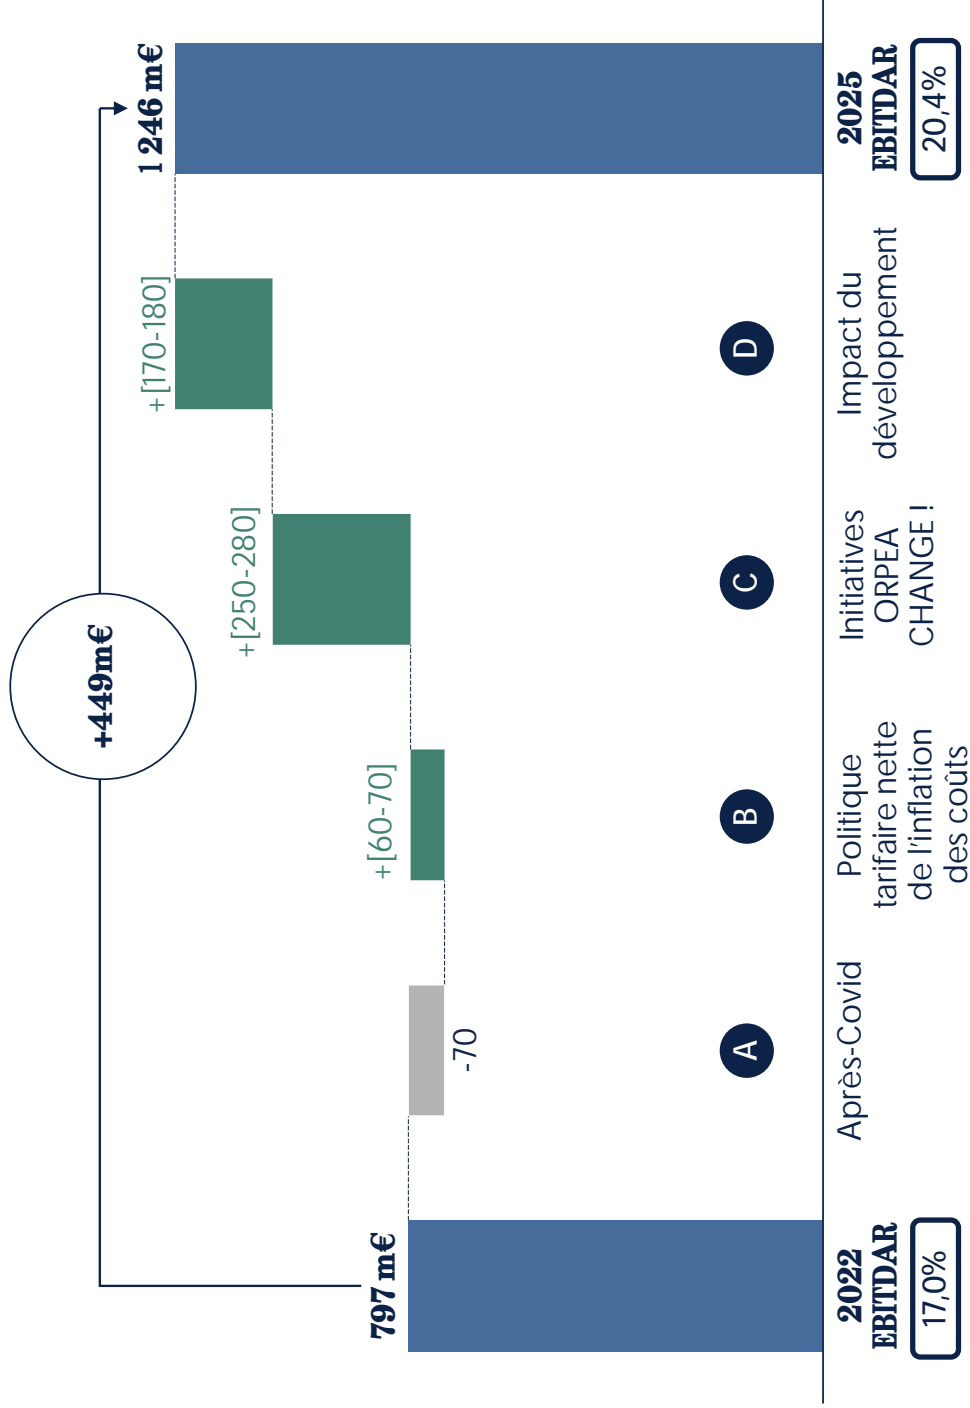 +449m€
797 m€
-70
+[60-70]
+[250-280]
+[170-180]
1 246 m€
A
B
C
D
2022
EBITDAR
17,0%
Après-Covid
Politique
tarifaire nette
de l'inflation
des coûts
Initiatives
ORPEA
CHANGE !
Impact du
développement
2025
EBITDAR
20,4%